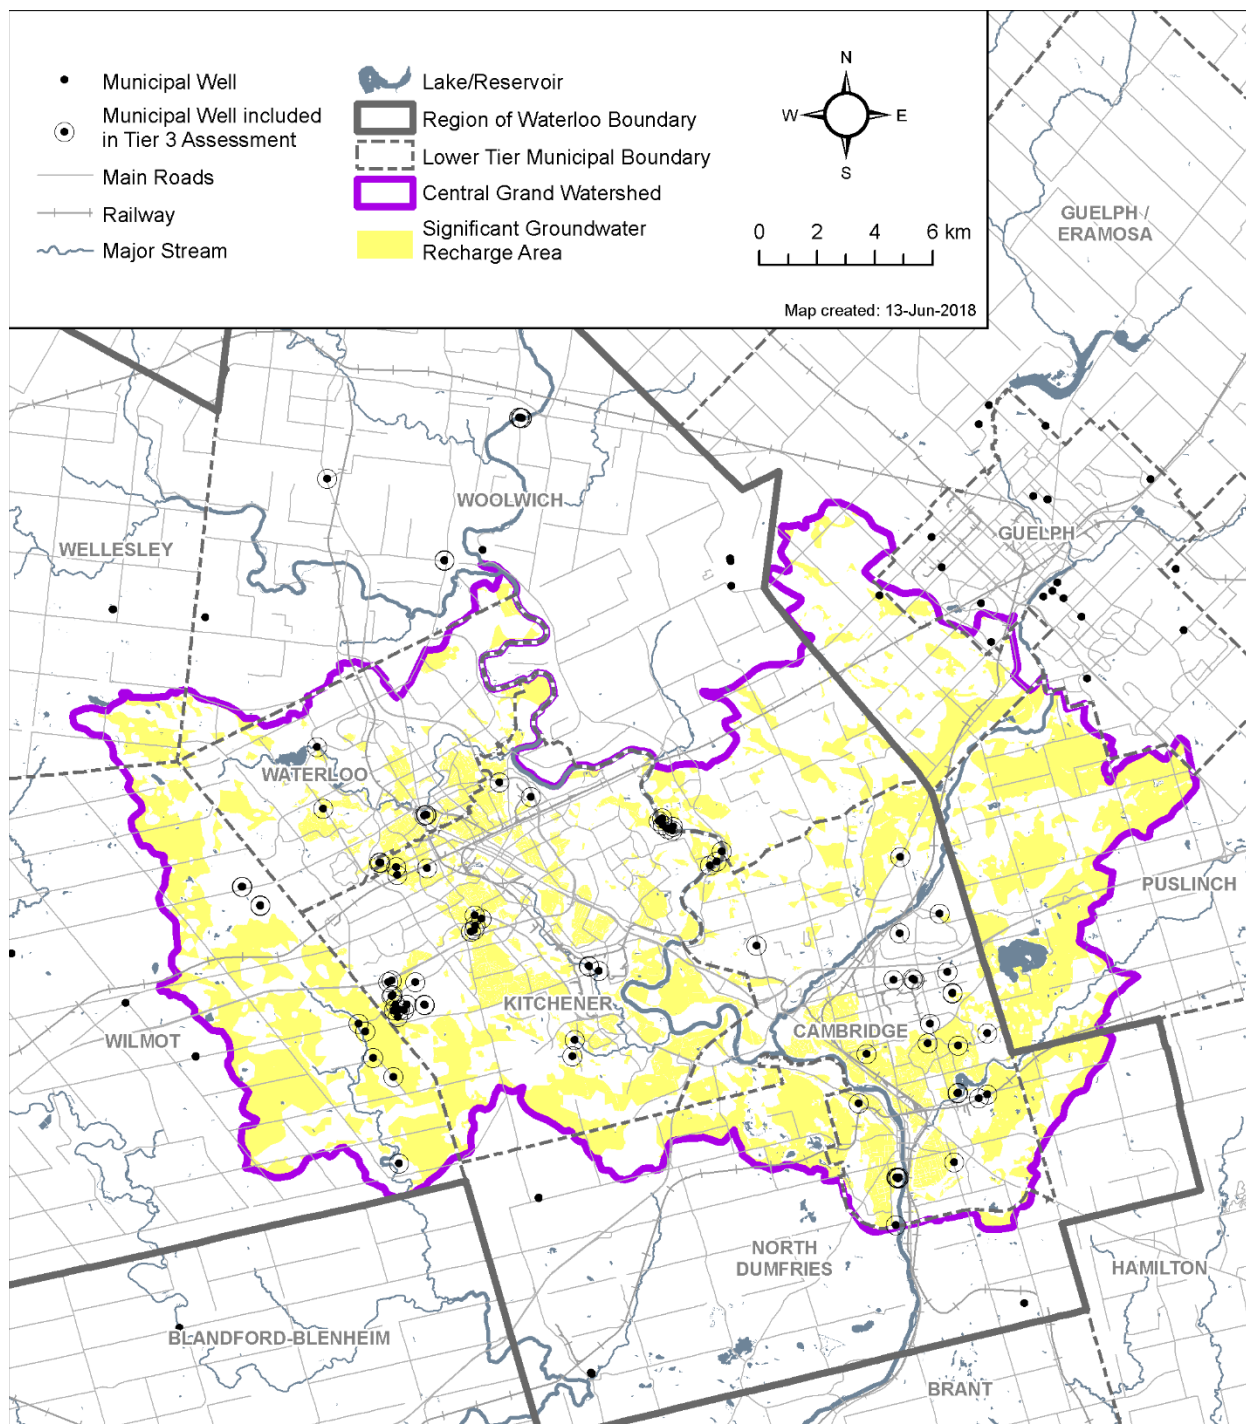 Municipal Well
Municipal Well included
in Tier 3 Assessment
Main Roads
Railway
Major Stream
Lake/Reservoir
Region of Waterloo Boundary
Lower Tier Municipal Boundary
Central Grand Watershed
Significant Groundwater
Recharge Area
N
W E
S
0 2 4 6 km
Map created: 13-Jun-2018
GUELPH /
ERAMOSA
WOOLWICH
WELLESLEY
GUELPH
WATERLOO
PUSLINCH
KITCHENER
CAMBRIDGE
WILMOT
NORTH
DUMFRIES
HAMILTON
BLANDFORD-BLENHEIM
BRANT